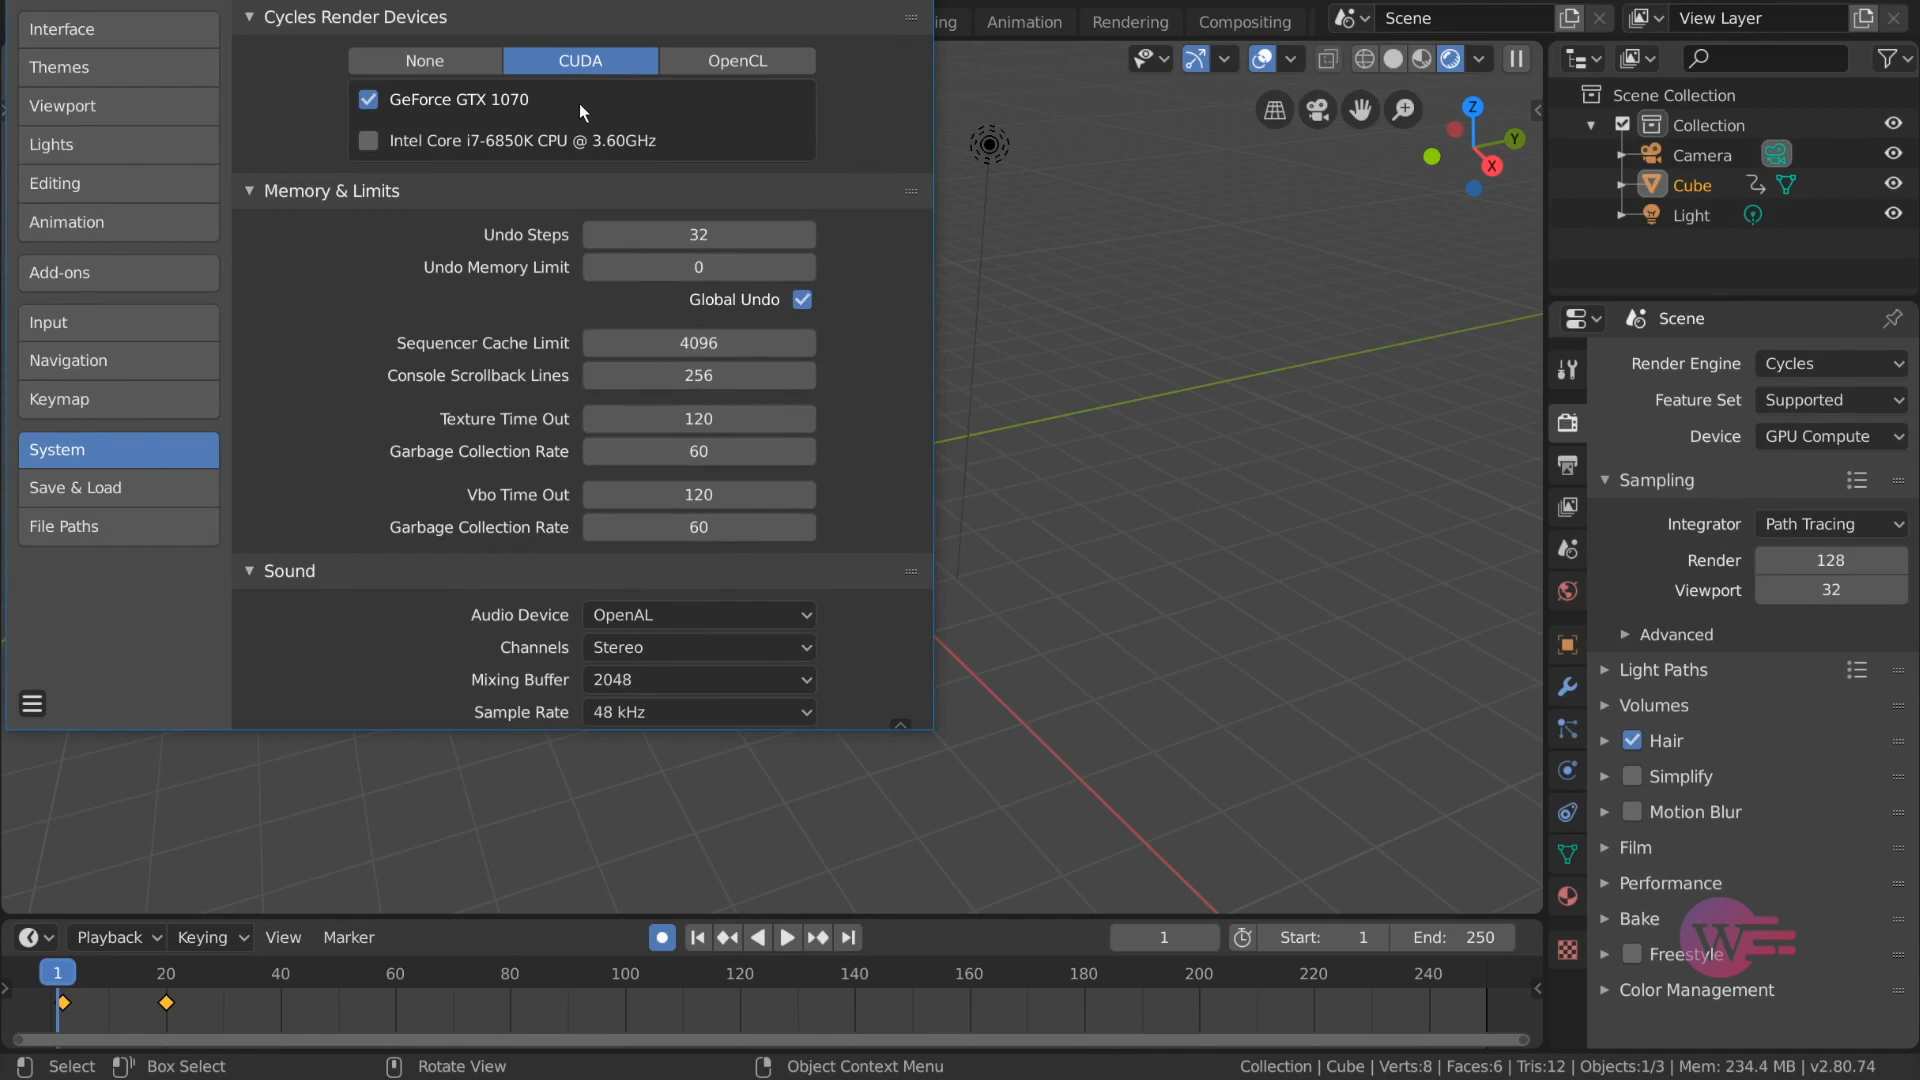 Interface
Themes
Viewport
Lights
Editing
Animation
Add-ons
Input
Navigation
Keymap
System
Save & Load
File Paths
Cycles Render Devices
None CUDA OpenCL
GeForce GTX 1070
Intel Core i7-6850K CPU @ 3.60GHz
Memory & Limits
Undo Steps 32
Undo Memory Limit 0
Global Undo
Sequencer Cache Limit 4096
Console Scrollback Lines 256
Texture Time Out 120
Garbage Collection Rate 60
Vbo Time Out 120
Garbage Collection Rate 60
Sound
Audio Device OpenAL
Channels Stereo
Mixing Buffer 2048
Sample Rate 48 kHz
Animation Rendering Compositing
Scene View Layer
Z
Y
X
Scene Collection
Collection
Camera
Cube
Light
Scene
Render Engine Cycles
Feature Set Supported
Device GPU Compute
Sampling
Integrator Path Tracing
Render 128
Viewport 32
Advanced
Light Paths
Volumes
Hair
Simplify
Motion Blur
Film
Performance
Bake
Freestyle
Color Management
W
Playback Keying View Marker 1 Start: 1 End: 250
1 20 40 60 80 100 120 140 160 180 200 220 240
Select Box Select Rotate View Object Context Menu Collection | Cube | Verts:8 | Faces:6 | Tris:12 | Objects:1/3 | Mem: 234.4 MB | v2.80.74